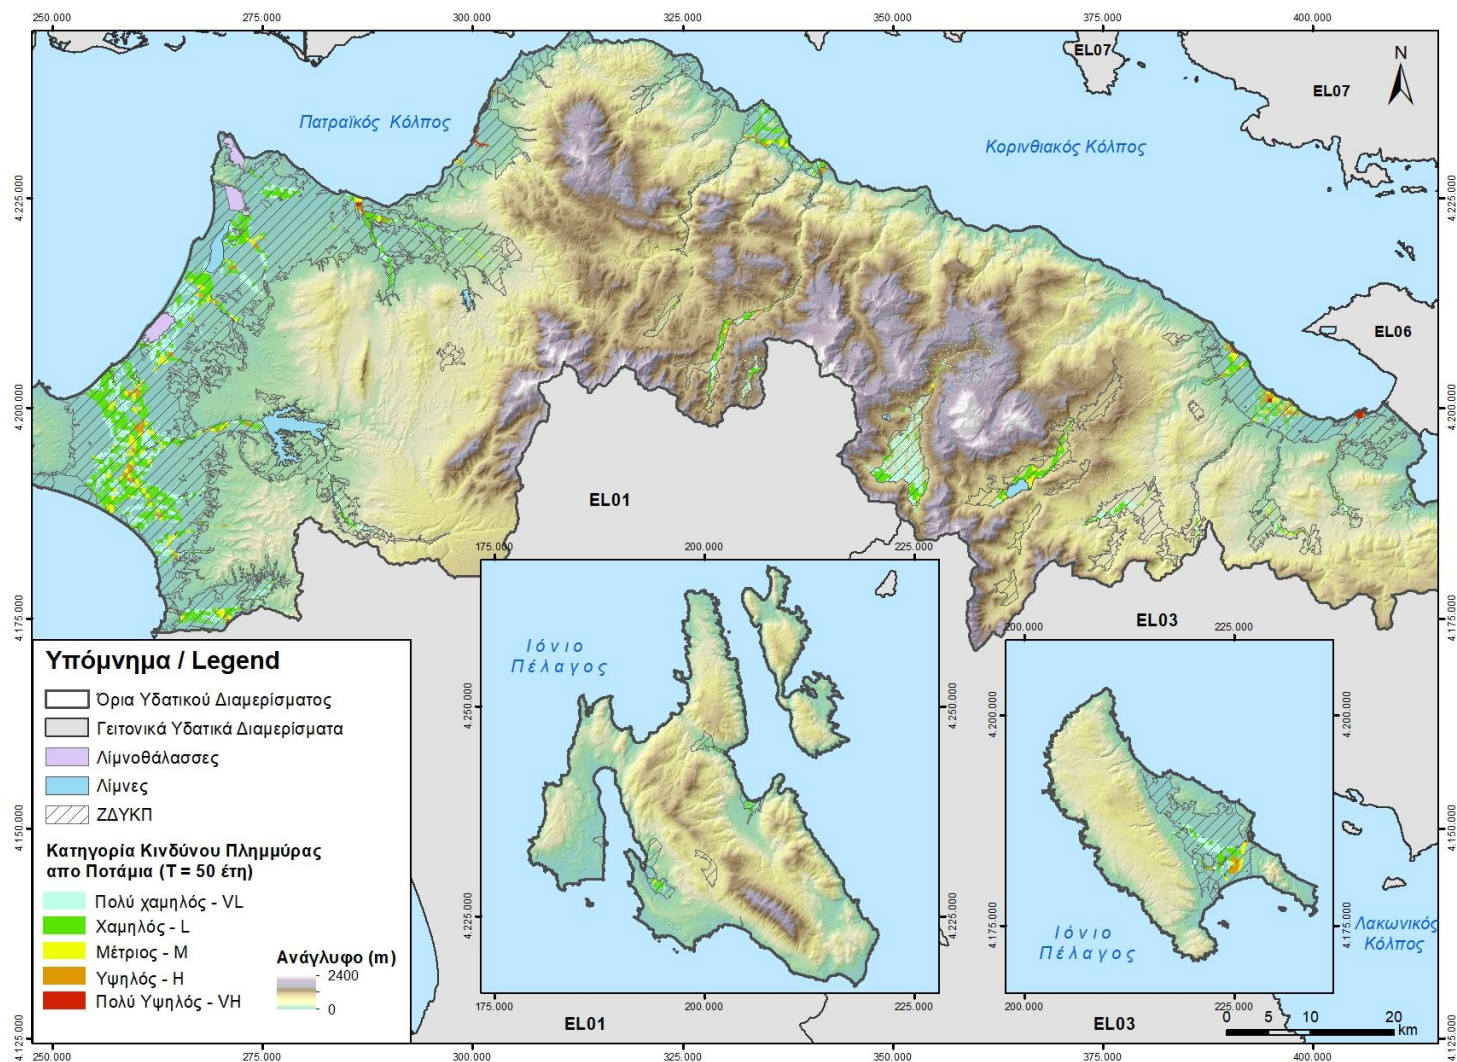 250.000
275.000
300.000
325.000
350.000
375.000
400.000
EL07
N
EL07
Πατραϊκός Κόλπος
Κορινθιακός Κόλπος
4.225.000
4.225.000
EL06
4.200.000
4.200.000
EL01
175.000
200.000
225.000
4.175.000
4.175.000
EL03
200.000
225.000
Υπόμνημα / Legend
Όρια Υδατικού Διαμερίσματος
Γειτονικά Υδατικά Διαμερίσματα
Λίμνοθάλασσες
Λίμνες
ΖΔΥΚΠ
Κατηγορία Κινδύνου Πλημμύρας
απο Ποτάμια (T = 50 έτη)
Πολύ χαμηλός - VL
Χαμηλός - L
Μέτριος - M
Υψηλός - H
Πολύ Υψηλός - VH
Ανάγλυφο (m)
2400
0
Ιόνιο
Πέλαγος
4.250.000
4.250.000
4.225.000
4.225.000
175.000
200.000
225.000
4.200.000
4.200.000
4.175.000
4.175.000
Ιόνιο
Πέλαγος
200.000
225.000
Λακωνικός
Κόλπος
4.150.000
4.150.000
EL01
EL03
0 5 10 20
km
4.125.000
4.125.000
250.000
275.000
300.000
325.000
350.000
375.000
400.000